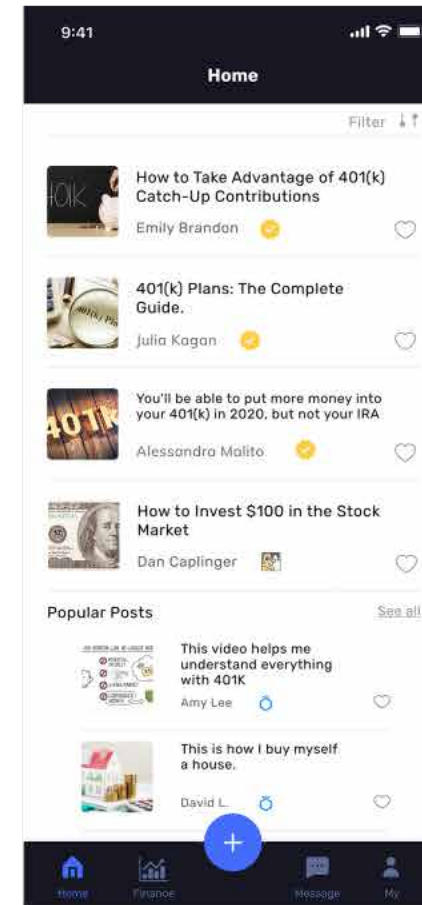 9:41
Home
Filter
401K
How to Take Advantage of 401(k)
Catch-Up Contributions
Emily Brandon
401(k) Plans: The Complete
Guide.
Julia Kagan
401K
You'll be able to put more money into
your 401(k) in 2020, but not your IRA
Alessandra Malito
How to Invest $100 in the Stock
Market
Dan Caplinger
Popular Posts
See all
This video helps me
understand everything
with 401K
Amy Lee
This is how I buy myself
a house.
David L.
Home
Finance
Message
My